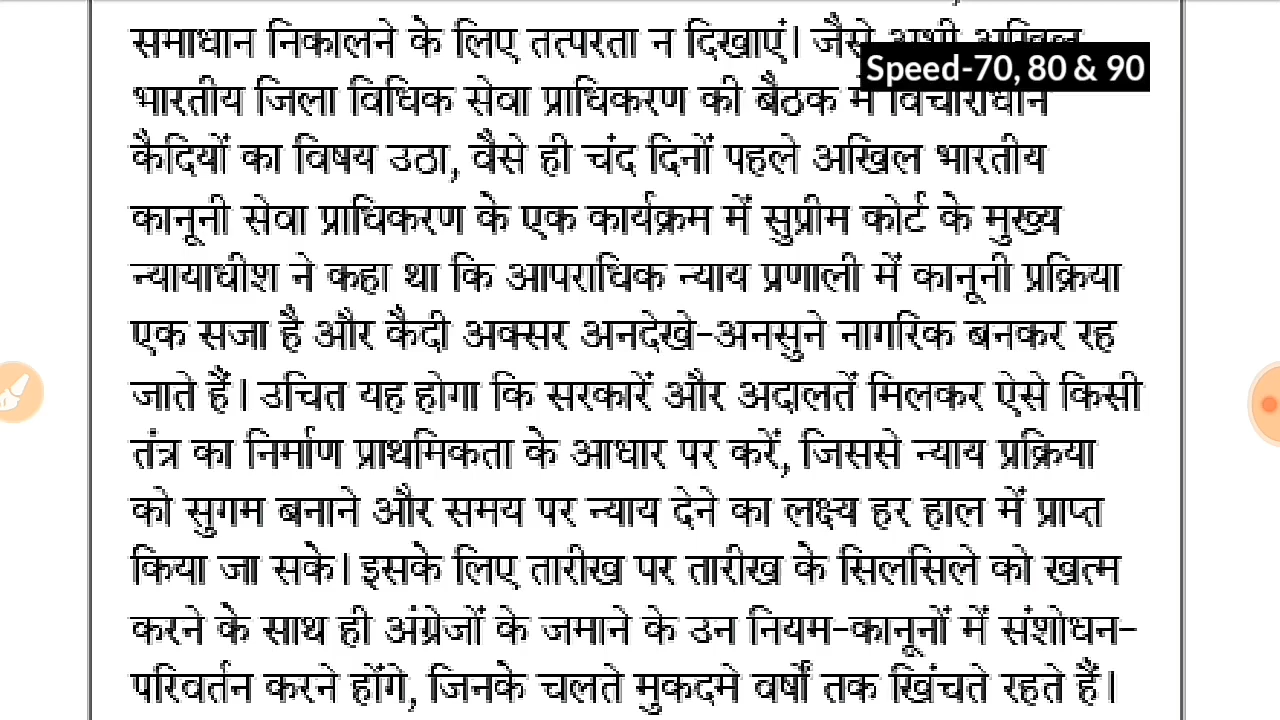 समाधान निकालने के लिए तत्परता न दिखाएं। जैसे अभी अखिल
Speed-70, 80 & 90
भारतीय जिला विधिक सेवा प्राधिकरण की बैठक में विचाराधीन
कैदियों का विषय उठा, वैसे ही चंद दिनों पहले अखिल भारतीय
कानूनी सेवा प्राधिकरण के एक कार्यक्रम में सुप्रीम कोर्ट के मुख्य
न्यायाधीश ने कहा था कि आपराधिक न्याय प्रणाली में कानूनी प्रक्रिया
एक सजा है और कैदी अक्सर अनदेखे-अनसुने नागरिक बनकर रह
जाते हैं। उचित यह होगा कि सरकारें और अदालतें मिलकर ऐसे किसी
तंत्र का निर्माण प्राथमिकता के आधार पर करें, जिससे न्याय प्रक्रिया
को सुगम बनाने और समय पर न्याय देने का लक्ष्य हर हाल में प्राप्त
किया जा सके। इसके लिए तारीख पर तारीख के सिलसिले को खत्म
करने के साथ ही अंग्रेजों के जमाने के उन नियम-कानूनों में संशोधन-
परिवर्तन करने होंगे, जिनके चलते मुकदमे वर्षों तक खिंचते रहते हैं।